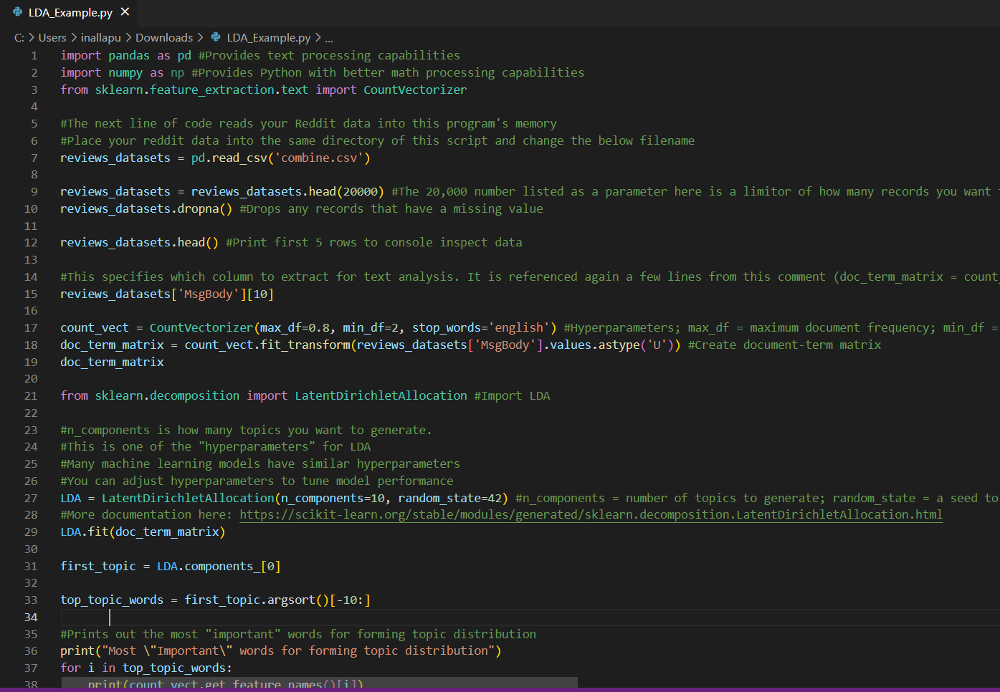 LDA_Example.py ×
C: > Users > inallapu > Downloads > LDA_Example.py > ...
1 import pandas as pd #Provides text processing capabilities
2 import numpy as np #Provides Python with better math processing capabilities
3 from sklearn.feature_extraction.text import CountVectorizer
4
5 #The next line of code reads your Reddit data into this program's memory
6 #Place your reddit data into the same directory of this script and change the below filename
7 reviews_datasets = pd.read_csv('combine.csv')
8
9 reviews_datasets = reviews_datasets.head(20000) #The 20,000 number listed as a parameter here is a limitor of how many records you want
10 reviews_datasets.dropna() #Drops any records that have a missing value
11
12 reviews_datasets.head() #Print first 5 rows to console inspect data
13
14 #This specifies which column to extract for text analysis. It is referenced again a few lines from this comment (doc_term_matrix = count_
15 reviews_datasets['MsgBody'][10]
16
17 count_vect = CountVectorizer(max_df=0.8, min_df=2, stop_words='english') #Hyperparameters; max_df = maximum document frequency; min_df =
18 doc_term_matrix = count_vect.fit_transform(reviews_datasets['MsgBody'].values.astype('U')) #Create document-term matrix
19 doc_term_matrix
20
21 from sklearn.decomposition import LatentDirichletAllocation #Import LDA
22
23 #n_components is how many topics you want to generate.
24 #This is one of the "hyperparameters" for LDA
25 #Many machine learning models have similar hyperparameters
26 #You can adjust hyperparameters to tune model performance
27 LDA = LatentDirichletAllocation(n_components=10, random_state=42) #n_components = number of topics to generate; random_state = a seed to
28 #More documentation here: https://scikit-learn.org/stable/modules/generated/sklearn.decomposition.LatentDirichletAllocation.html
29 LDA.fit(doc_term_matrix)
30
31 first_topic = LDA.components_[0]
32
33 top_topic_words = first_topic.argsort()[-10:]
34
35 #Prints out the most "important" words for forming topic distribution
36 print("Most \"Important\" words for forming topic distribution")
37 for i in top_topic_words:
38 print(count_vect.get_feature_names()[i])